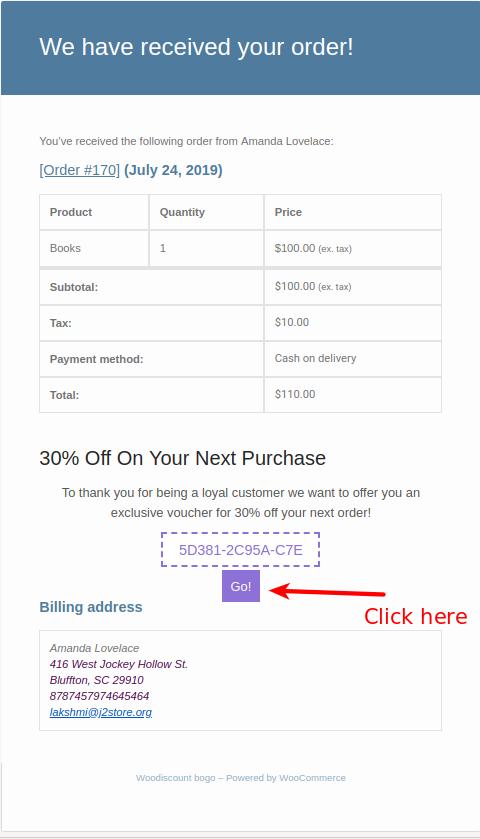 We have received your order!
You've received the following order from Amanda Lovelace:
[Order #170] (July 24, 2019)
Product Quantity Price
Books 1 $100.00 (ex. tax)
Subtotal: $100.00 (ex. tax)
Tax: $10.00
Payment method: Cash on delivery
Total: $110.00
30% Off On Your Next Purchase
To thank you for being a loyal customer we want to offer you an
exclusive voucher for 30% off your next order!
5D381-2C95A-C7E
Go!
Click here
Billing address
Amanda Lovelace
416 West Jockey Hollow St.
Bluffton, SC 29910
8787457974645464
lakshmi@j2store.org
Woodiscount bogo – Powered by WooCommerce